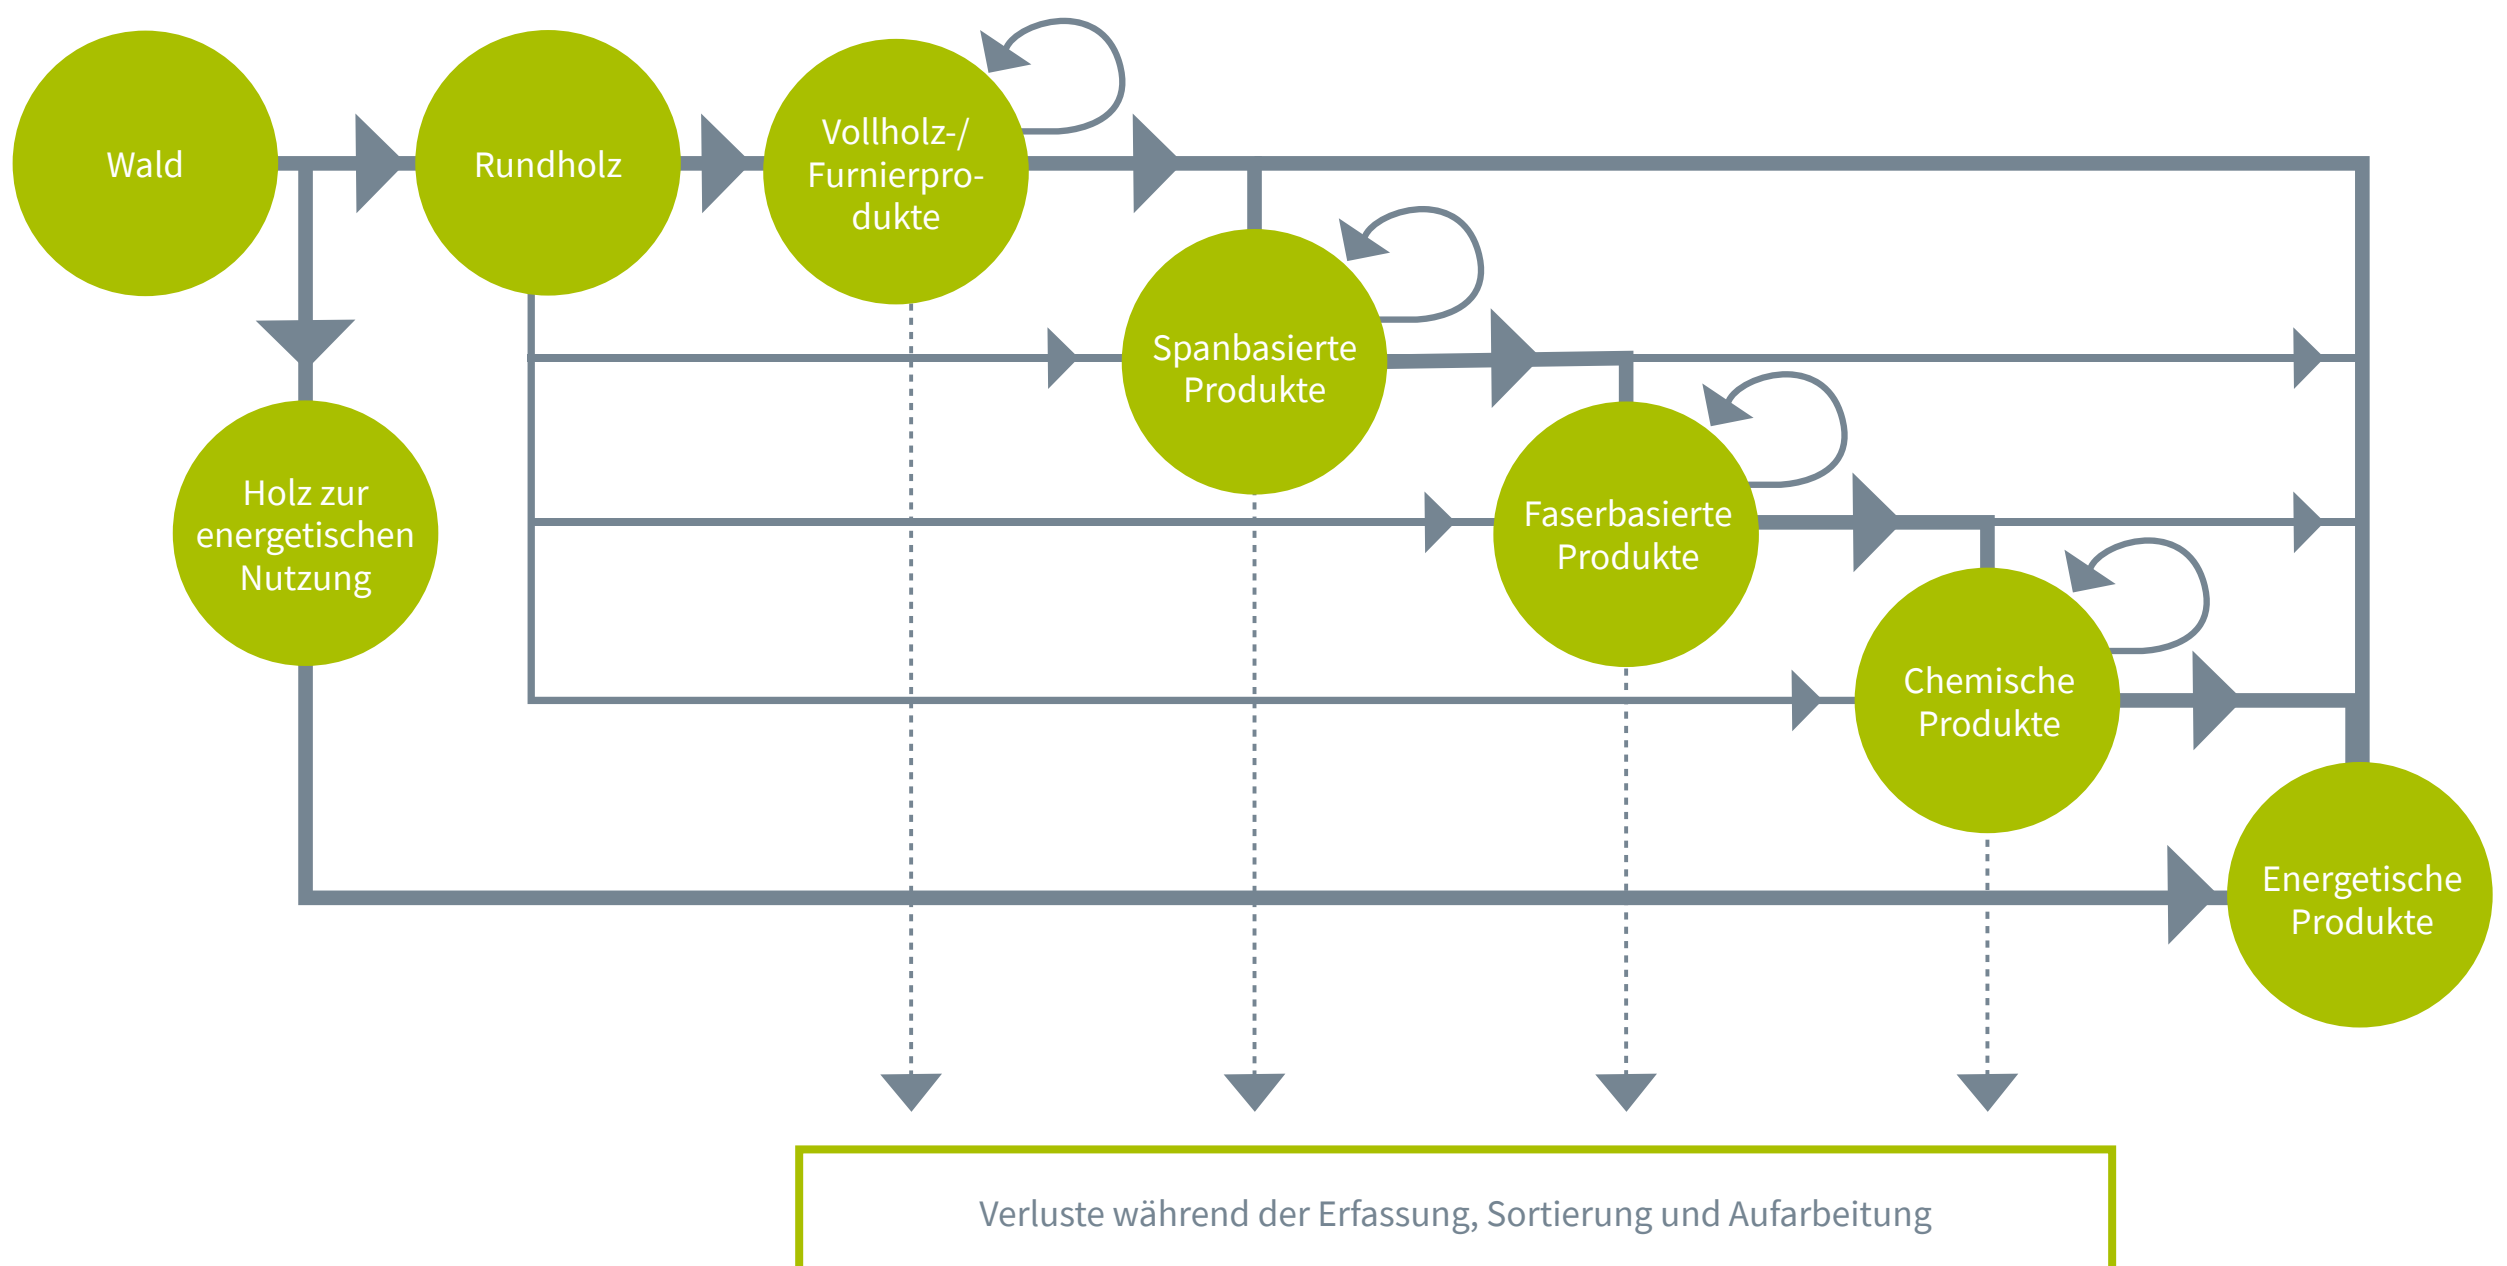 Wald
Rundholz
Vollholz-/
Furnierpro-
dukte
Spanbasierte
Produkte
Holz zur
energetischen
Nutzung
Faserbasierte
Produkte
Chemische
Produkte
Energetische
Produkte
Verluste während der Erfassung, Sortierung und Aufarbeitung